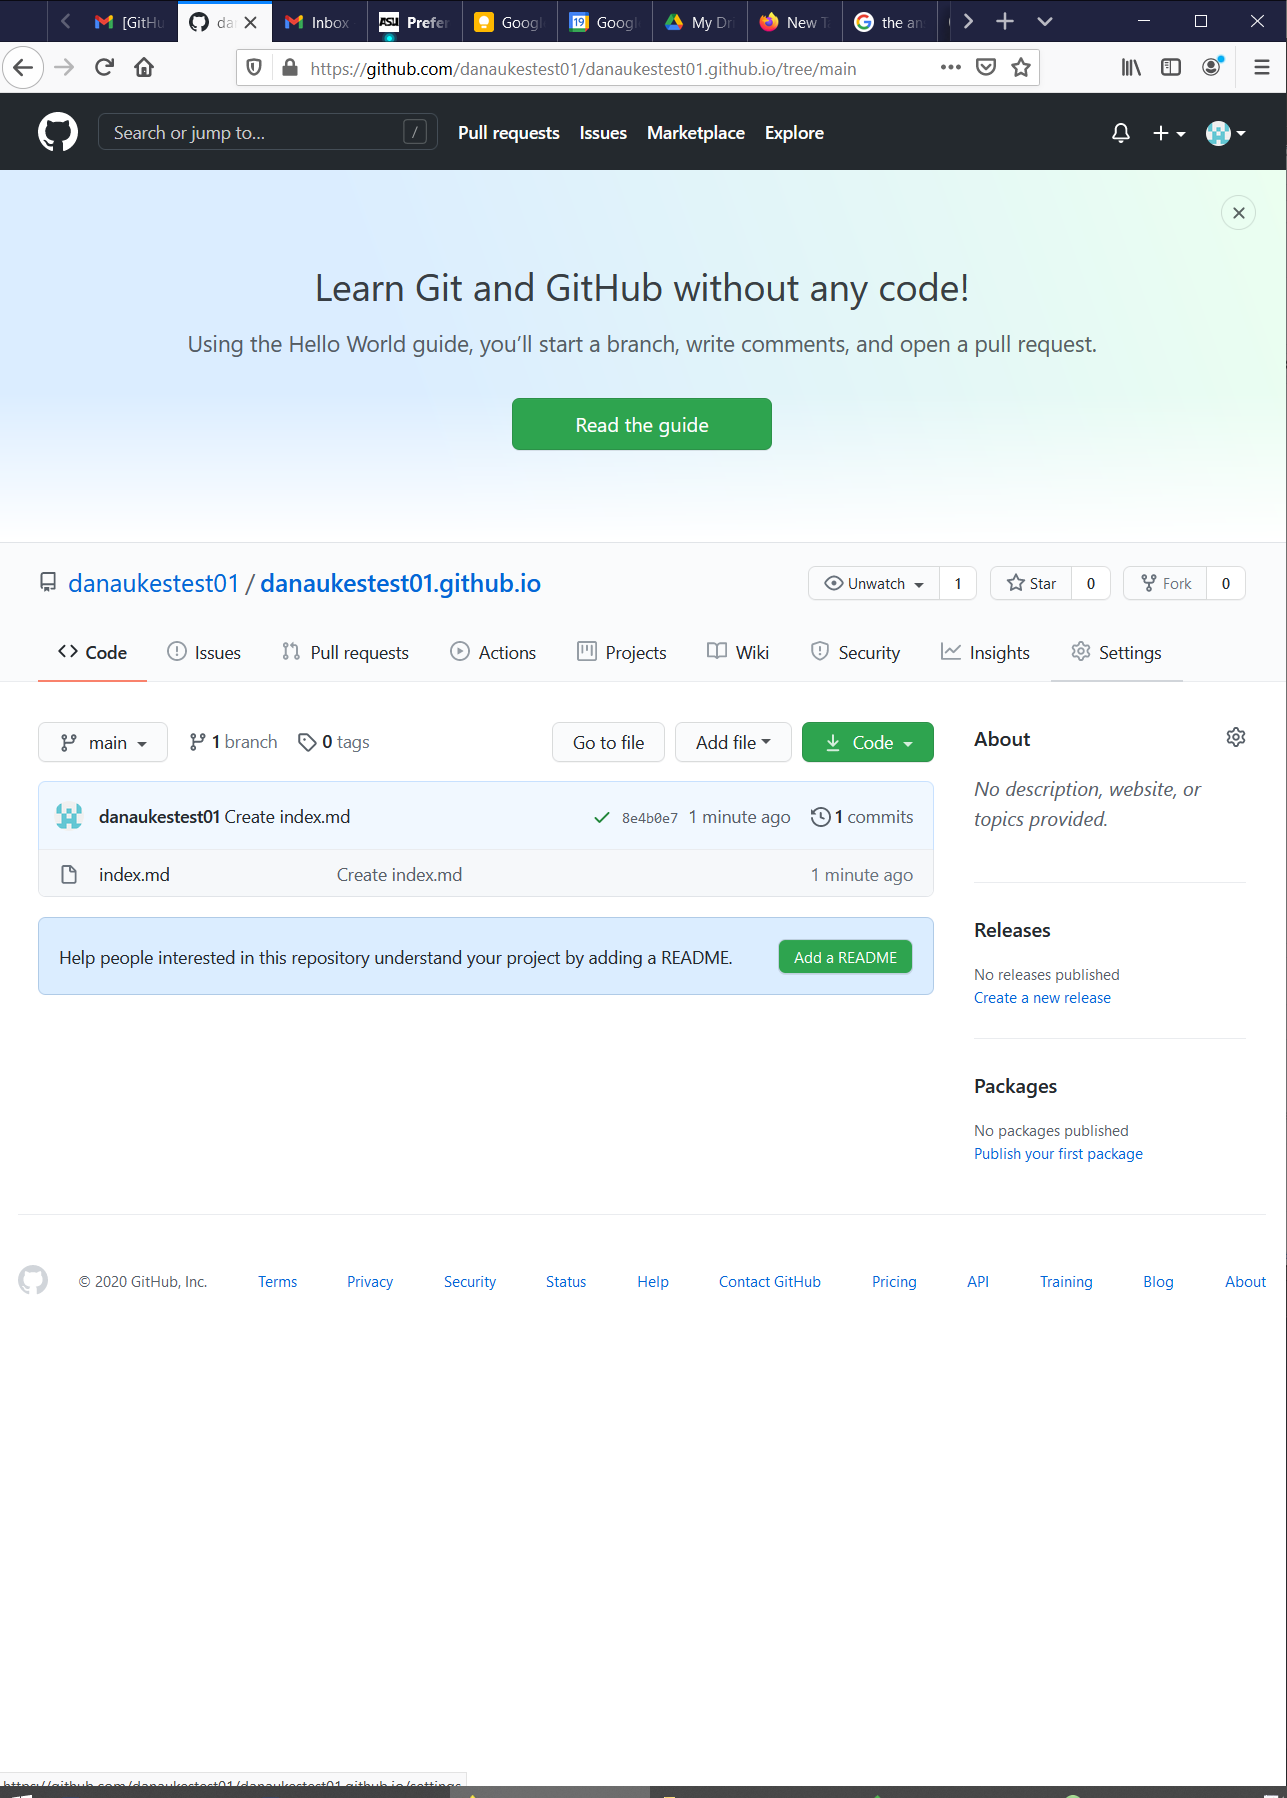 [GitHu
da
Inbox
ASU Prefer
Googl
19 Googl
My Dri
New T
the an
https://github.com/danaukestest01/danaukestest01.github.io/tree/main
Search or jump to... /
Pull requests Issues Marketplace Explore
Learn Git and GitHub without any code!
Using the Hello World guide, you’ll start a branch, write comments, and open a pull request.
Read the guide
danaukestest01 / danaukestest01.github.io
Unwatch 1 Star 0 Fork 0
Code Issues Pull requests Actions Projects Wiki Security Insights Settings
main 1 branch 0 tags
Go to file Add file Code
danaukestest01 Create index.md 8e4b0e7 1 minute ago 1 commits
index.md Create index.md 1 minute ago
Help people interested in this repository understand your project by adding a README. Add a README
About
No description, website, or
topics provided.
Releases
No releases published
Create a new release
Packages
No packages published
Publish your first package
© 2020 GitHub, Inc. Terms Privacy Security Status Help Contact GitHub Pricing API Training Blog About
https://github.com/danaukestest01/danaukestest01.github.io/settings